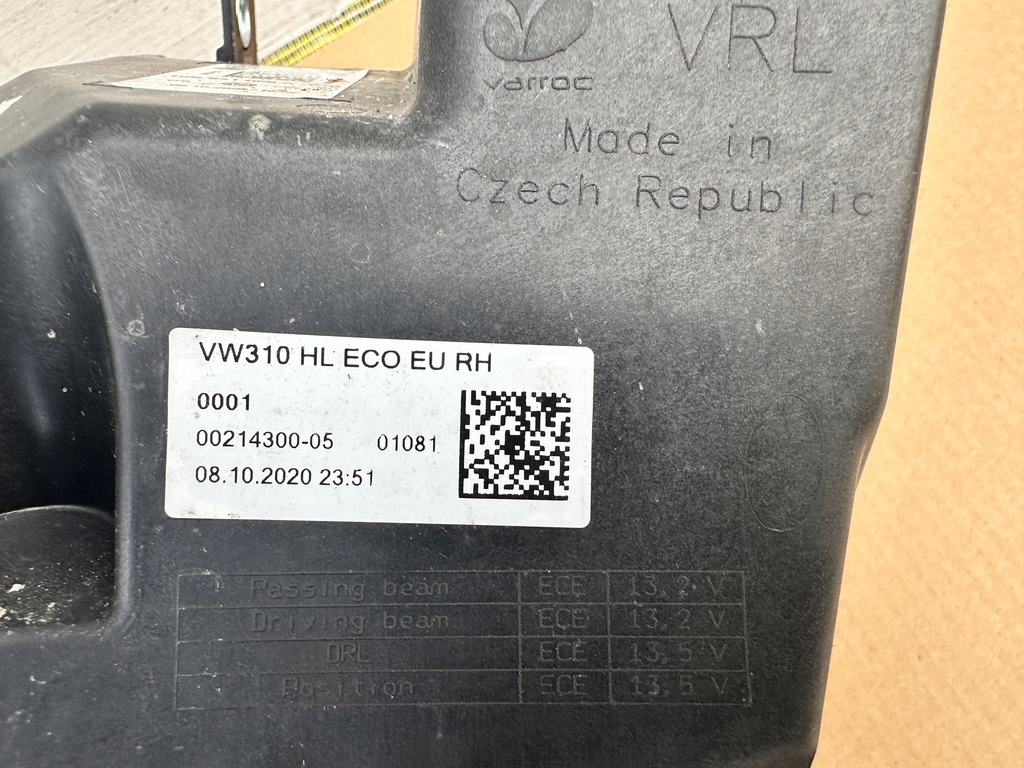 varroc
VRL
Made in
Czech Republic
VW310 HL ECO EU RH
0001
00214300-05 01081
08.10.2020 23:51
Passing beam ECE 13,2 V
Driving beam ECE 13,2 V
DRL ECE 13,5 V
Position ECE 13,5 V